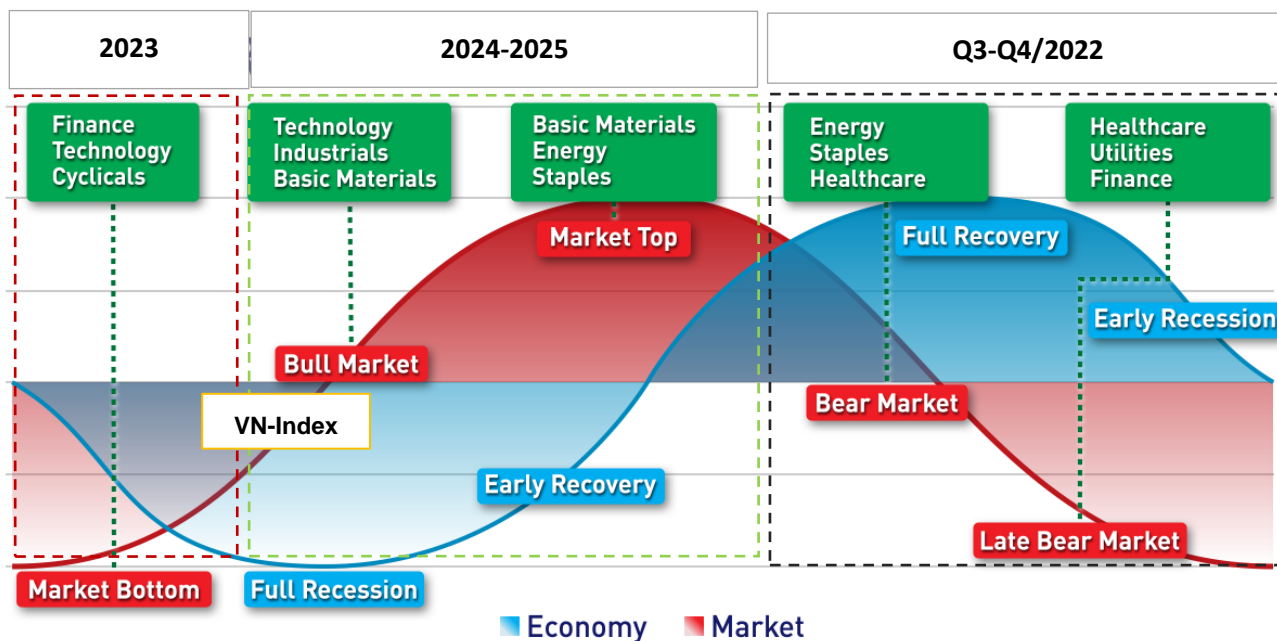 2023
2024-2025
Q3-Q4/2022
Finance
Technology
Cyclicals
Technology
Industrials
Basic Materials
Basic Materials
Energy
Staples
Energy
Staples
Healthcare
Healthcare
Utilities
Finance
Market Top
Full Recovery
Early Recession
Bull Market
Bear Market
VN-Index
Early Recovery
Late Bear Market
Market Bottom
Full Recession
Economy
Market